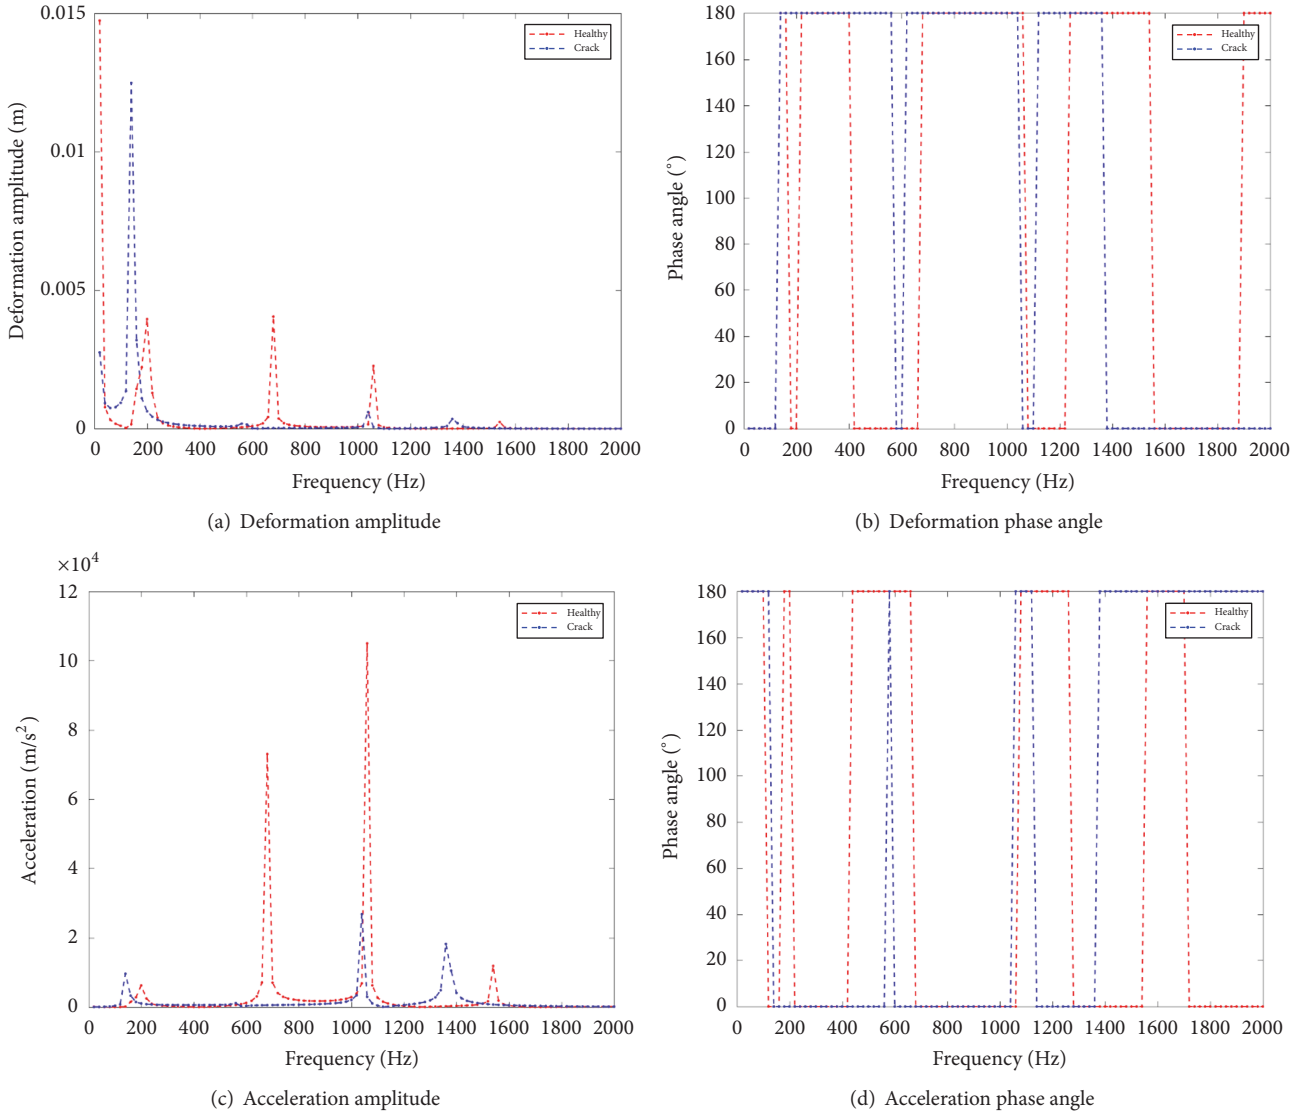 0.015
0.01
0.005
0
Deformation amplitude (m)
Healthy
Crack
0 200 400 600 800 1000 1200 1400 1600 1800 2000
Frequency (Hz)
(a) Deformation amplitude
180
160
140
120
100
80
60
40
20
0
Phase angle (°)
Healthy
Crack
200 400 600 800 1000 1200 1400 1600 1800 2000
Frequency (Hz)
(b) Deformation phase angle
×10⁴
12
10
8
6
4
2
0
Acceleration (m/s²)
Healthy
Crack
0 200 400 600 800 1000 1200 1400 1600 1800 2000
Frequency (Hz)
(c) Acceleration amplitude
180
160
140
120
100
80
60
40
20
0
Phase angle (°)
Healthy
Crack
0 200 400 600 800 1000 1200 1400 1600 1800 2000
Frequency (Hz)
(d) Acceleration phase angle